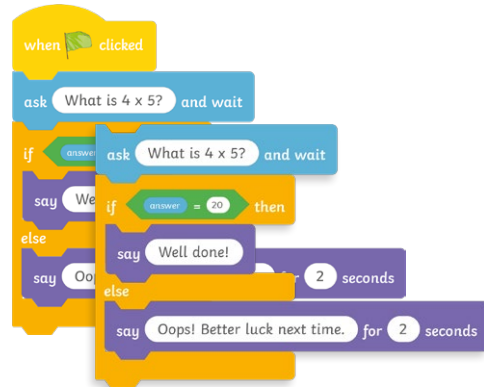 when clicked
ask What is 4 x 5? and wait
if
say We
else
say Oop 2 seconds
ask What is 4 x 5? and wait
if answer = 20 then
say Well done!
else
say Oops! Better luck next time. for 2 seconds